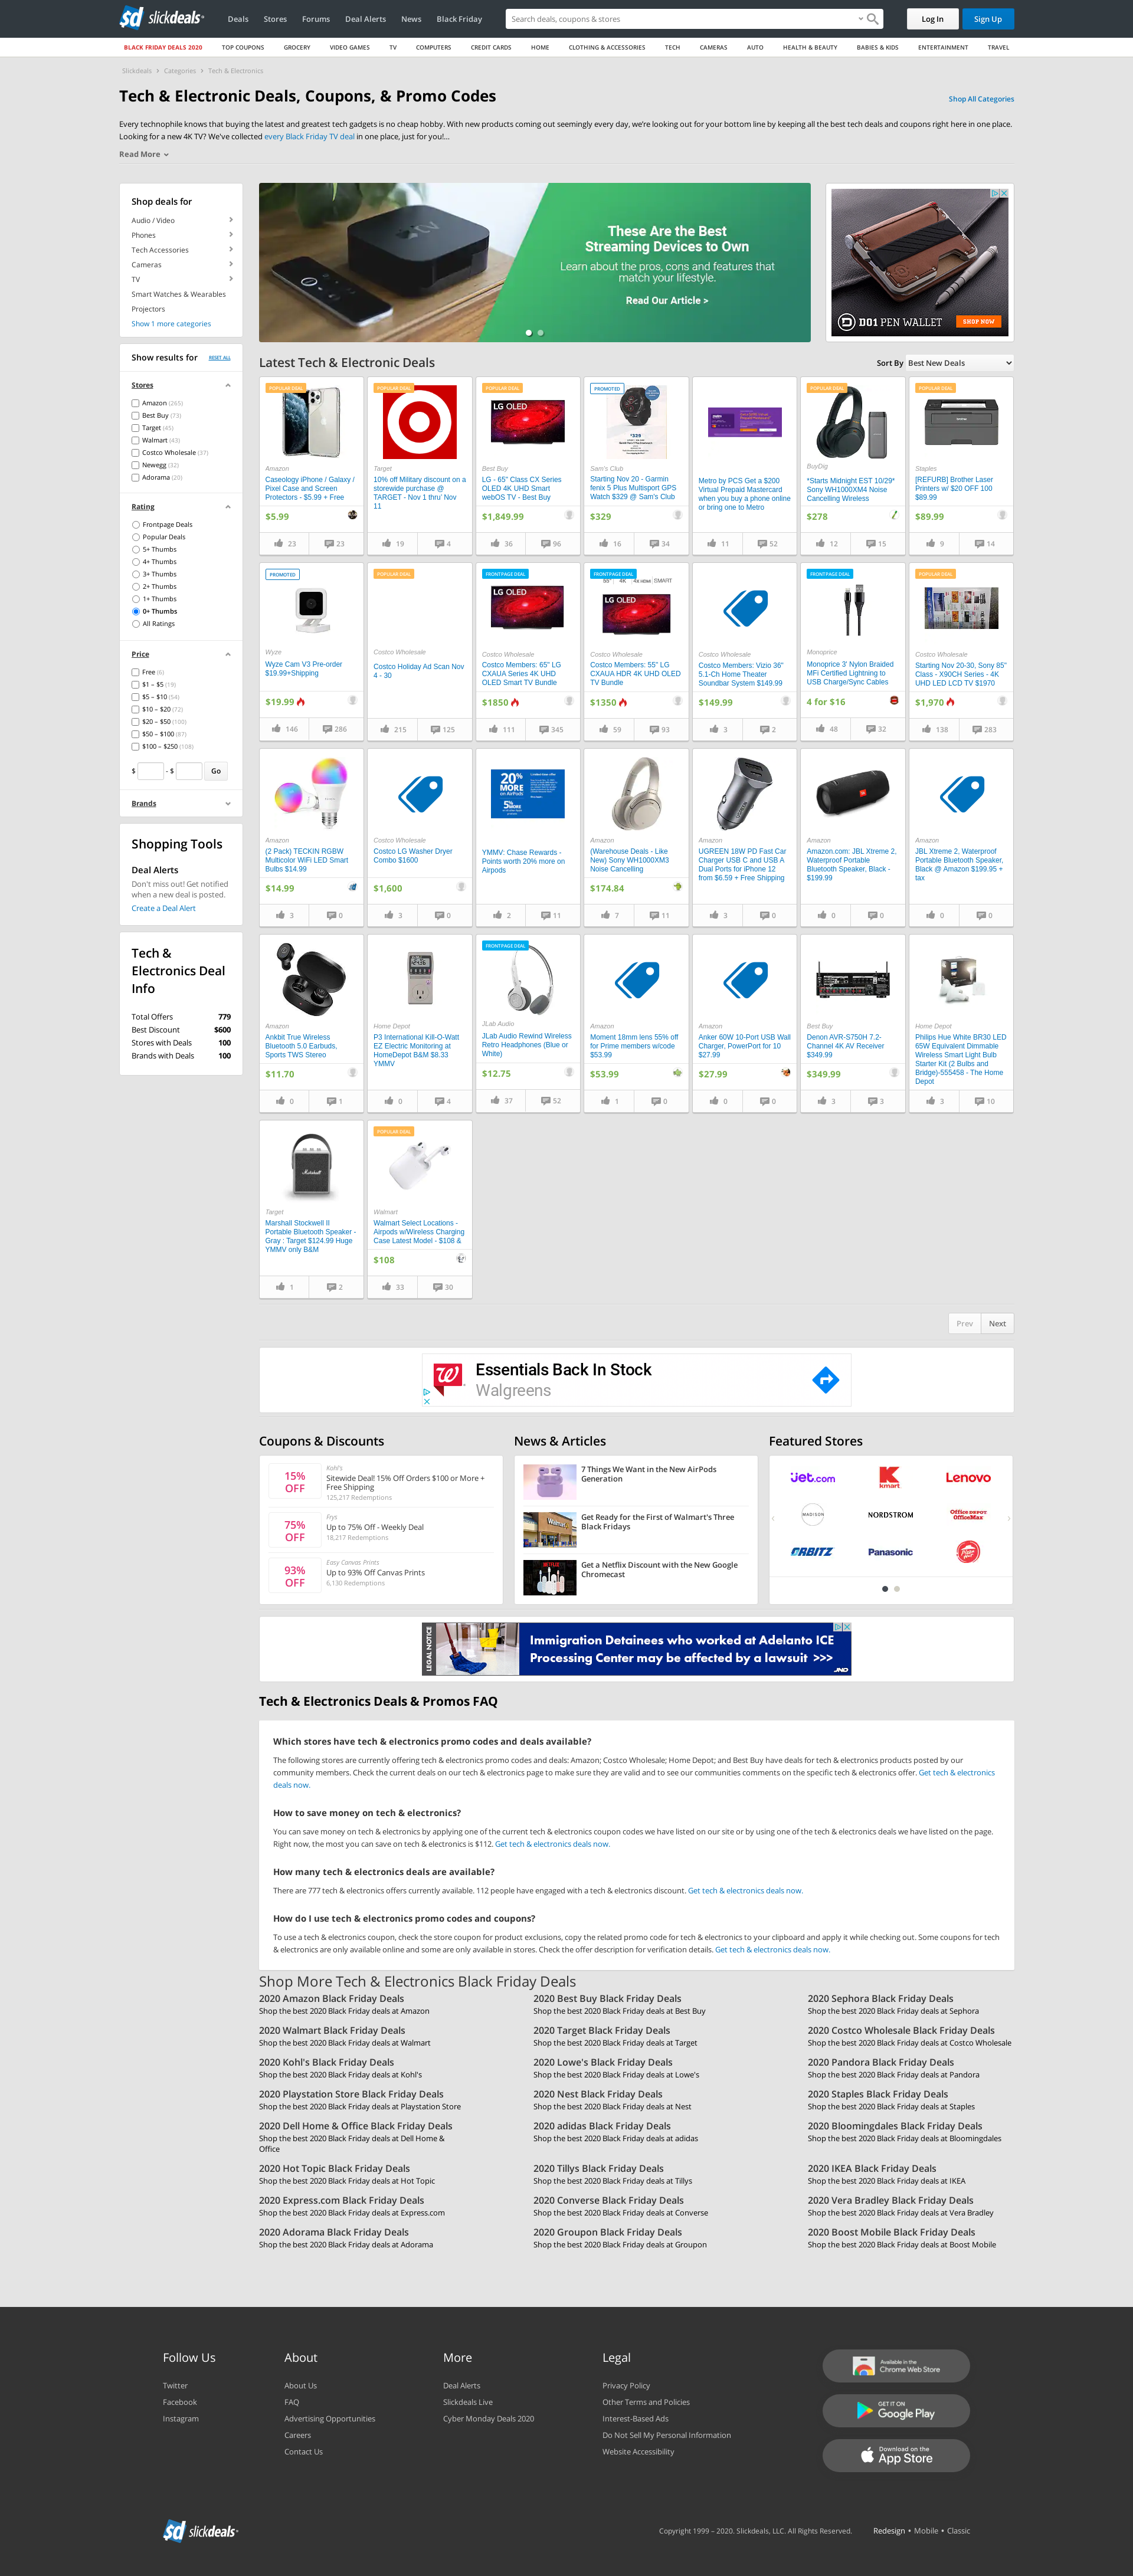 slickdeals
Deals
Stores
Forums
Deal Alerts
News
Black Friday
Search deals, coupons & stores
Log In
Sign Up
BLACK FRIDAY DEALS 2020
TOP COUPONS
GROCERY
VIDEO GAMES
TV
COMPUTERS
CREDIT CARDS
HOME
CLOTHING & ACCESSORIES
TECH
CAMERAS
AUTO
HEALTH & BEAUTY
BABIES & KIDS
ENTERTAINMENT
TRAVEL
Slickdeals > Categories > Tech & Electronics
Tech & Electronic Deals, Coupons, & Promo Codes
Shop All Categories
Every technophile knows that buying the latest and greatest tech gadgets is no cheap hobby. With new products coming out seemingly every day, we're looking out for your bottom line by keeping all the best tech deals and coupons right here in one place.
Looking for a new 4K TV? We've collected every Black Friday TV deal in one place, just for you!...
Read More
Shop deals for
Audio / Video
Phones
Tech Accessories
Cameras
TV
Smart Watches & Wearables
Projectors
Show 1 more categories
Show results for
RESET ALL
Stores
Amazon (265)
Best Buy (73)
Target (45)
Walmart (43)
Costco Wholesale (37)
Newegg (32)
Adorama (20)
Rating
Frontpage Deals
Popular Deals
5+ Thumbs
4+ Thumbs
3+ Thumbs
2+ Thumbs
1+ Thumbs
0+ Thumbs
All Ratings
Price
Free (6)
$1 – $5 (19)
$5 – $10 (54)
$10 – $20 (72)
$20 – $50 (100)
$50 – $100 (87)
$100 – $250 (108)
$ - $ Go
Brands
Shopping Tools
Deal Alerts
Don't miss out! Get notified
when a new deal is posted.
Create a Deal Alert
Tech &
Electronics Deal
Info
Total Offers 779
Best Discount $600
Stores with Deals 100
Brands with Deals 100
These Are the Best
Streaming Devices to Own
Learn about the pros, cons and features that
match your lifestyle.
Read Our Article >
D01 PEN WALLET
SHOP NOW
Latest Tech & Electronic Deals
Sort By Best New Deals
POPULAR DEAL
Amazon
Caseology iPhone / Galaxy /
Pixel Case and Screen
Protectors - $5.99 + Free
$5.99
23 23
POPULAR DEAL
Target
10% off Military discount on a
storewide purchase @
TARGET - Nov 1 thru' Nov
11
19 4
POPULAR DEAL
LG OLED
Best Buy
LG - 65" Class CX Series
OLED 4K UHD Smart
webOS TV - Best Buy
$1,849.99
36 96
PROMOTED
$329
Sam's Club
Starting Nov 20 - Garmin
fenix 5 Plus Multisport GPS
Watch $329 @ Sam's Club
$329
16 34
Metro by PCS Get a $200
Virtual Prepaid Mastercard
when you buy a phone online
or bring one to Metro
11 52
POPULAR DEAL
BuyDig
*Starts Midnight EST 10/29*
Sony WH1000XM4 Noise
Cancelling Wireless
$278
12 15
POPULAR DEAL
Staples
[REFURB] Brother Laser
Printers w/ $20 OFF 100
$89.99
$89.99
9 14
PROMOTED
Wyze
Wyze Cam V3 Pre-order
$19.99+Shipping
$19.99
146 286
POPULAR DEAL
Costco Wholesale
Costco Holiday Ad Scan Nov
4 - 30
215 125
FRONTPAGE DEAL
LG OLED
Costco Wholesale
Costco Members: 65" LG
CXAUA Series 4K UHD
OLED Smart TV Bundle
$1850
111 345
FRONTPAGE DEAL
55" 4K 4K HDMI SMART
LG OLED
Costco Wholesale
Costco Members: 55" LG
CXAUA HDR 4K UHD OLED
TV Bundle
$1350
59 93
Costco Wholesale
Costco Members: Vizio 36"
5.1-Ch Home Theater
Soundbar System $149.99
$149.99
3 2
FRONTPAGE DEAL
Monoprice
Monoprice 3' Nylon Braided
MFi Certified Lightning to
USB Charge/Sync Cables
4 for $16
48 32
POPULAR DEAL
Costco Wholesale
Starting Nov 20-30, Sony 85"
Class - X90CH Series - 4K
UHD LED LCD TV $1970
$1,970
138 283
Amazon
(2 Pack) TECKIN RGBW
Multicolor WiFi LED Smart
Bulbs $14.99
$14.99
3 0
Costco Wholesale
Costco LG Washer Dryer
Combo $1600
$1,600
3 0
20%
MORE
5%
MORE
YMMV: Chase Rewards -
Points worth 20% more on
Airpods
2 11
Amazon
(Warehouse Deals - Like
New) Sony WH1000XM3
Noise Cancelling
$174.84
7 11
Amazon
UGREEN 18W PD Fast Car
Charger USB C and USB A
Dual Ports for iPhone 12
from $6.59 + Free Shipping
3 0
Amazon
Amazon.com: JBL Xtreme 2,
Waterproof Portable
Bluetooth Speaker, Black -
$199.99
0 0
Amazon
JBL Xtreme 2, Waterproof
Portable Bluetooth Speaker,
Black @ Amazon $199.95 +
tax
0 0
Amazon
Ankbit True Wireless
Bluetooth 5.0 Earbuds,
Sports TWS Stereo
$11.70
0 1
Home Depot
P3 International Kill-O-Watt
EZ Electric Monitoring at
HomeDepot B&M $8.33
YMMV
0 4
FRONTPAGE DEAL
JLab Audio
JLab Audio Rewind Wireless
Retro Headphones (Blue or
White)
$12.75
37 52
Amazon
Moment 18mm lens 55% off
for Prime members w/code
$53.99
$53.99
1 0
Amazon
Anker 60W 10-Port USB Wall
Charger, PowerPort for 10
$27.99
$27.99
0 0
Best Buy
Denon AVR-S750H 7.2-
Channel 4K AV Receiver
$349.99
$349.99
3 3
Home Depot
Philips Hue White BR30 LED
65W Equivalent Dimmable
Wireless Smart Light Bulb
Starter Kit (2 Bulbs and
Bridge)-555458 - The Home
Depot
3 10
Marshall
Target
Marshall Stockwell II
Portable Bluetooth Speaker -
Gray : Target $124.99 Huge
YMMV only B&M
1 2
POPULAR DEAL
Walmart
Walmart Select Locations -
Airpods w/Wireless Charging
Case Latest Model - $108 &
$108
33 30
Prev Next
Essentials Back In Stock
Walgreens
Coupons & Discounts
15%
OFF
Kohl's
Sitewide Deal! 15% Off Orders $100 or More +
Free Shipping
125,217 Redemptions
75%
OFF
Frys
Up to 75% Off - Weekly Deal
18,217 Redemptions
93%
OFF
Easy Canvas Prints
Up to 93% Off Canvas Prints
6,130 Redemptions
News & Articles
7 Things We Want in the New AirPods
Generation
Get Ready for the First of Walmart's Three
Black Fridays
Get a Netflix Discount with the New Google
Chromecast
Featured Stores
jet.com
kmart
Lenovo
MADISON
NORDSTROM
Office DEPOT
OfficeMax
ORBITZ
Panasonic
LEGAL NOTICE
Immigration Detainees who worked at Adelanto ICE
Processing Center may be affected by a lawsuit >>>
JND
Tech & Electronics Deals & Promos FAQ
Which stores have tech & electronics promo codes and deals available?
The following stores are currently offering tech & electronics promo codes and deals: Amazon; Costco Wholesale; Home Depot; and Best Buy have deals for tech & electronics products posted by our
community members. Check the current deals on our tech & electronics page to make sure they are valid and to see our communities comments on the specific tech & electronics offer. Get tech & electronics
deals now.
How to save money on tech & electronics?
You can save money on tech & electronics by applying one of the current tech & electronics coupon codes we have listed on our site or by using one of the tech & electronics deals we have listed on the page.
Right now, the most you can save on tech & electronics is $112. Get tech & electronics deals now.
How many tech & electronics deals are available?
There are 777 tech & electronics offers currently available. 112 people have engaged with a tech & electronics discount. Get tech & electronics deals now.
How do I use tech & electronics promo codes and coupons?
To use a tech & electronics coupon, check the store coupon for product exclusions, copy the related promo code for tech & electronics to your clipboard and apply it while checking out. Some coupons for tech
& electronics are only available online and some are only available in stores. Check the offer description for verification details. Get tech & electronics deals now.
Shop More Tech & Electronics Black Friday Deals
2020 Amazon Black Friday Deals
Shop the best 2020 Black Friday deals at Amazon
2020 Best Buy Black Friday Deals
Shop the best 2020 Black Friday deals at Best Buy
2020 Sephora Black Friday Deals
Shop the best 2020 Black Friday deals at Sephora
2020 Walmart Black Friday Deals
Shop the best 2020 Black Friday deals at Walmart
2020 Target Black Friday Deals
Shop the best 2020 Black Friday deals at Target
2020 Costco Wholesale Black Friday Deals
Shop the best 2020 Black Friday deals at Costco Wholesale
2020 Kohl's Black Friday Deals
Shop the best 2020 Black Friday deals at Kohl's
2020 Lowe's Black Friday Deals
Shop the best 2020 Black Friday deals at Lowe's
2020 Pandora Black Friday Deals
Shop the best 2020 Black Friday deals at Pandora
2020 Playstation Store Black Friday Deals
Shop the best 2020 Black Friday deals at Playstation Store
2020 Nest Black Friday Deals
Shop the best 2020 Black Friday deals at Nest
2020 Staples Black Friday Deals
Shop the best 2020 Black Friday deals at Staples
2020 Dell Home & Office Black Friday Deals
Shop the best 2020 Black Friday deals at Dell Home &
Office
2020 adidas Black Friday Deals
Shop the best 2020 Black Friday deals at adidas
2020 Bloomingdales Black Friday Deals
Shop the best 2020 Black Friday deals at Bloomingdales
2020 Hot Topic Black Friday Deals
Shop the best 2020 Black Friday deals at Hot Topic
2020 Tillys Black Friday Deals
Shop the best 2020 Black Friday deals at Tillys
2020 IKEA Black Friday Deals
Shop the best 2020 Black Friday deals at IKEA
2020 Express.com Black Friday Deals
Shop the best 2020 Black Friday deals at Express.com
2020 Converse Black Friday Deals
Shop the best 2020 Black Friday deals at Converse
2020 Vera Bradley Black Friday Deals
Shop the best 2020 Black Friday deals at Vera Bradley
2020 Adorama Black Friday Deals
Shop the best 2020 Black Friday deals at Adorama
2020 Groupon Black Friday Deals
Shop the best 2020 Black Friday deals at Groupon
2020 Boost Mobile Black Friday Deals
Shop the best 2020 Black Friday deals at Boost Mobile
Follow Us
Twitter
Facebook
Instagram
About
About Us
FAQ
Advertising Opportunities
Careers
Contact Us
More
Deal Alerts
Slickdeals Live
Cyber Monday Deals 2020
Legal
Privacy Policy
Other Terms and Policies
Interest-Based Ads
Do Not Sell My Personal Information
Website Accessibility
Available in the
Chrome Web Store
GET IT ON
Google Play
Download on the
App Store
slickdeals
Copyright 1999 – 2020. Slickdeals, LLC. All Rights Reserved.
Redesign • Mobile • Classic